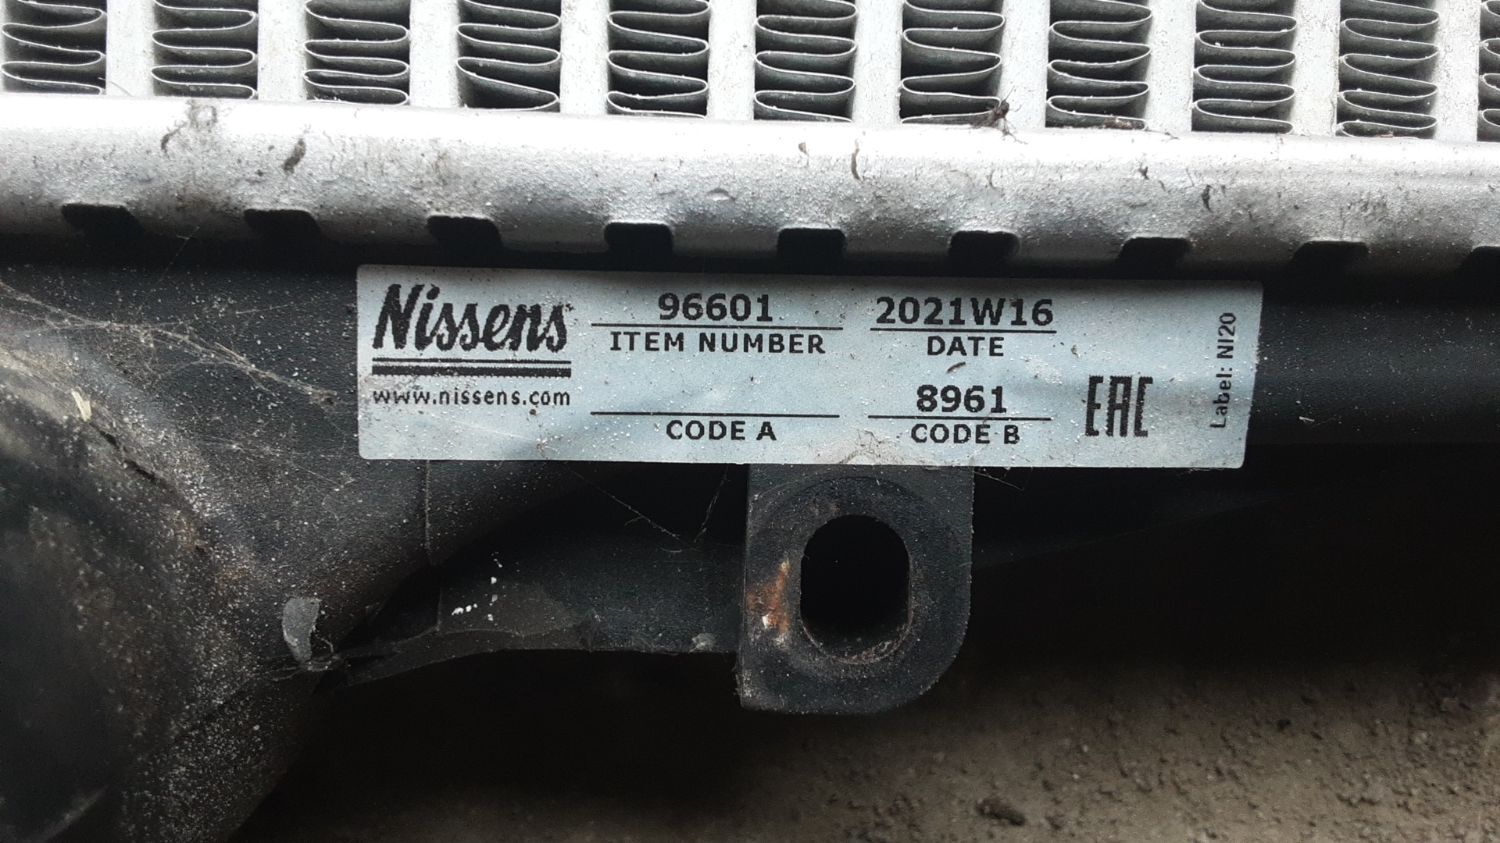 Nissens
www.nissens.com
96601
ITEM NUMBER
2021W16
DATE
CODE A
8961
CODE B
EAC
Label: NI20